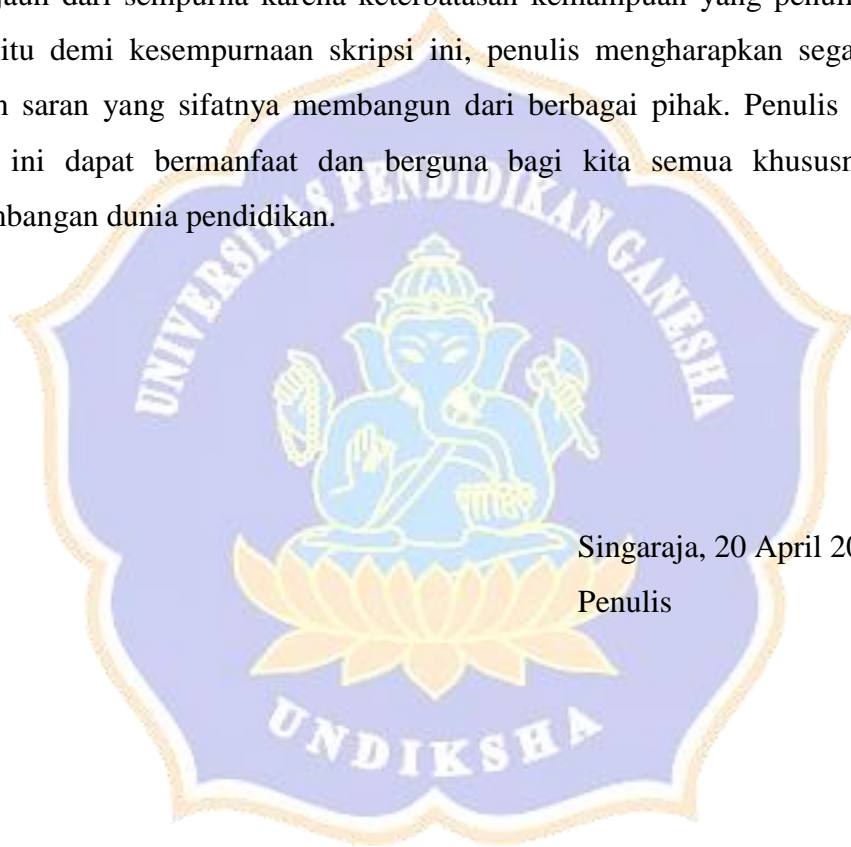 jauh dari sempurna karena keterbatasan kemampuan yang penuli
itu demi kesempurnaan skripsi ini, penulis mengharapkan sega
n saran yang sifatnya membangun dari berbagai pihak. Penulis
ini dapat bermanfaat dan berguna bagi kita semua khususn
mbangan dunia pendidikan.
UNIVERSITAS PENDIDIKAN GANESHA
Singaraja, 20 April 20
Penulis
UNDIKSHA